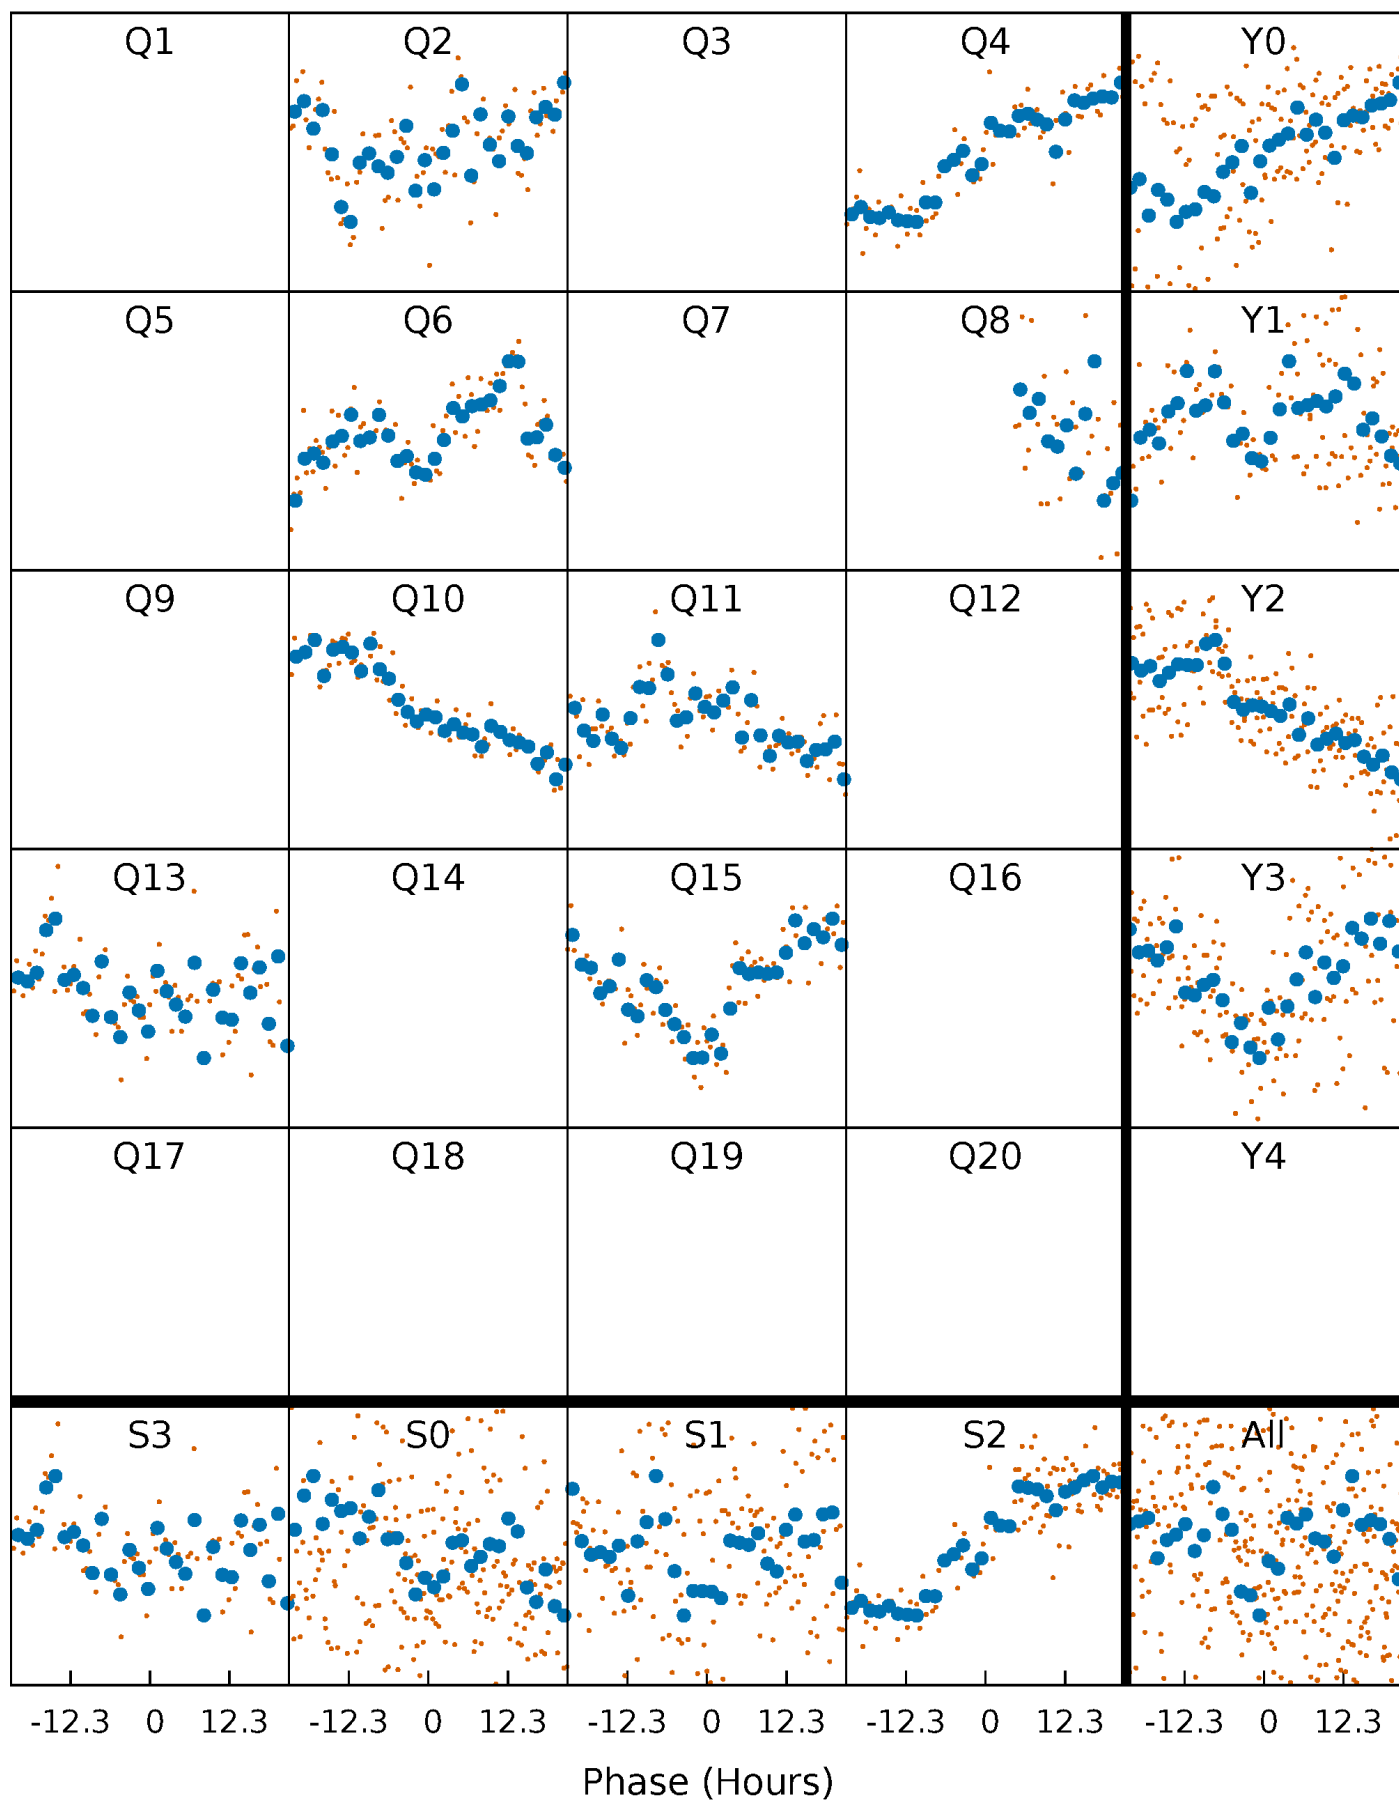 Q1 Q2 Q3 Q4 Y0
Q5 Q6 Q7 Q8 Y1
Q9 Q10 Q11 Q12 Y2
Q13 Q14 Q15 Q16 Y3
Q17 Q18 Q19 Q20 Y4
S3 S0 S1 S2 All
-12.3 0 12.3 -12.3 0 12.3 -12.3 0 12.3 -12.3 0 12.3 -12.3 0 12.3
Phase (Hours)